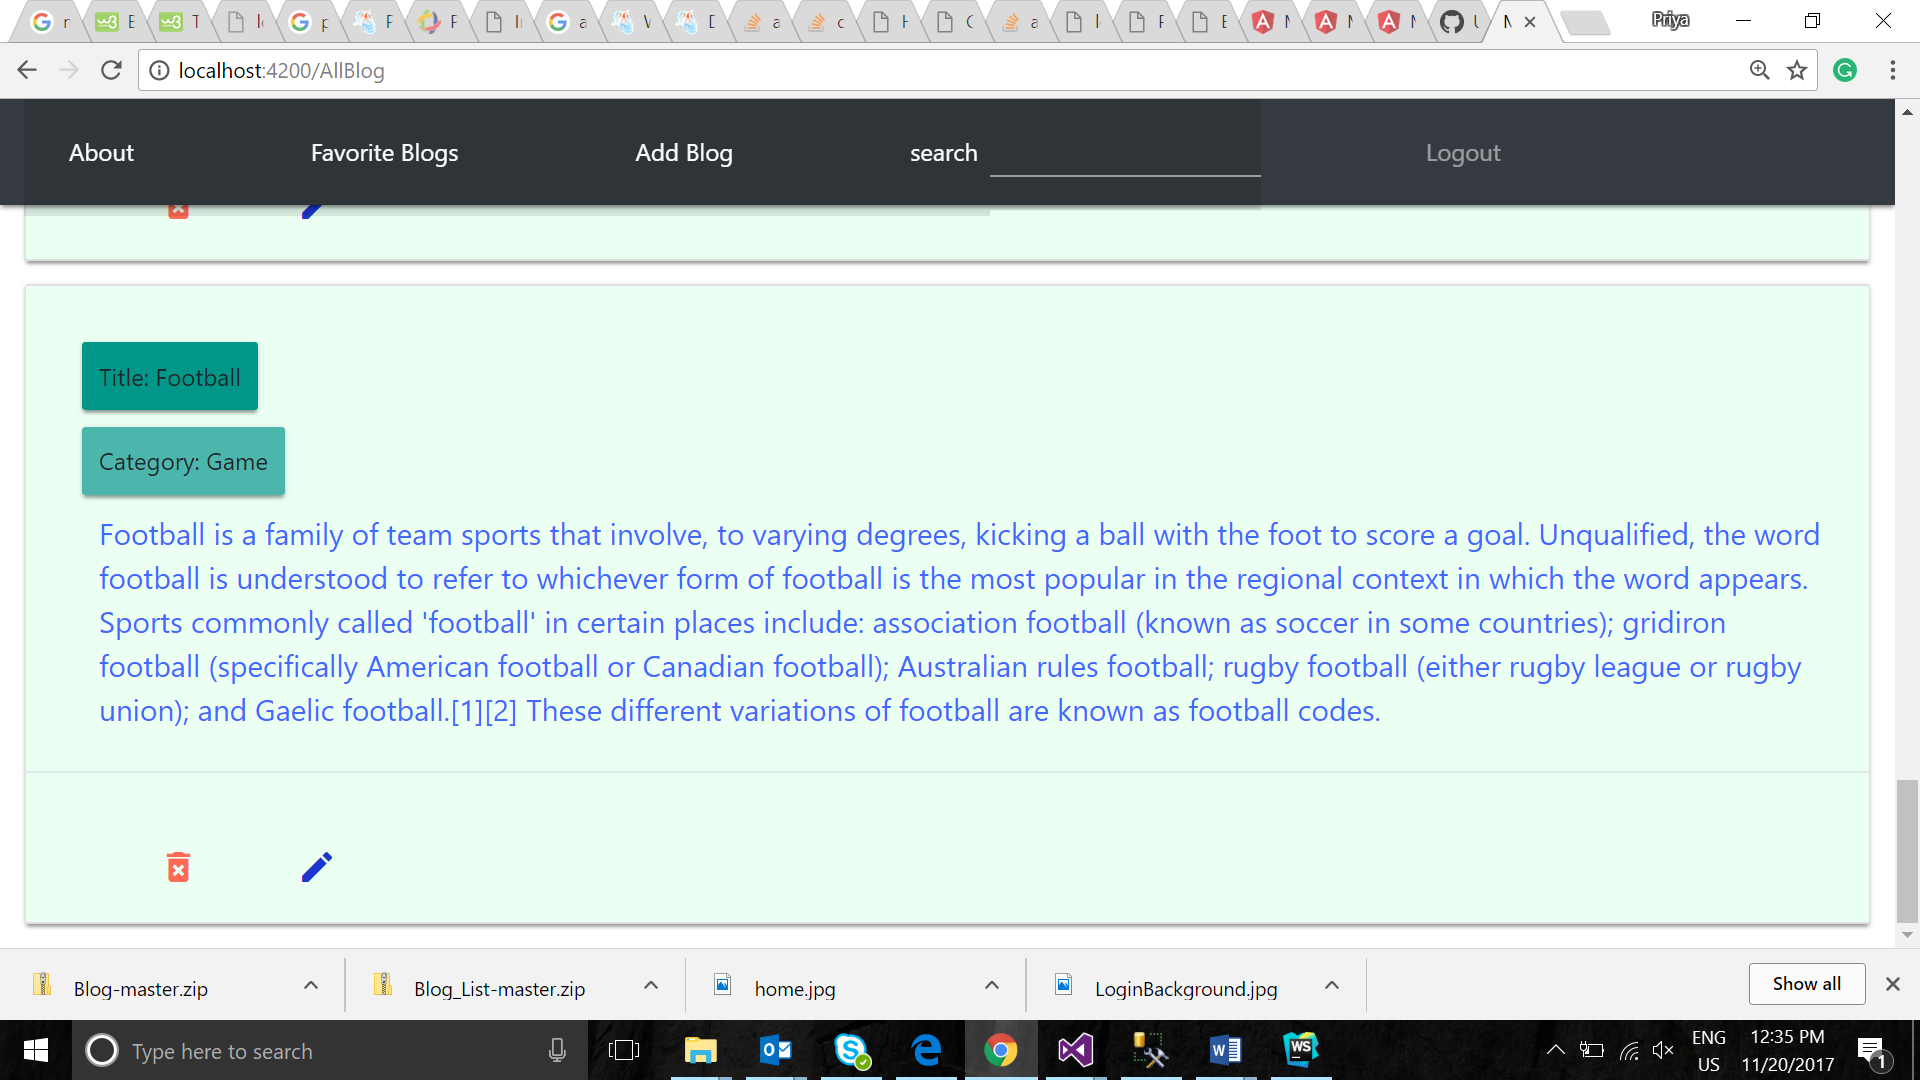 Priya
localhost:4200/AllBlog
About
Favorite Blogs
Add Blog
search
Logout
Title: Football
Category: Game
Football is a family of team sports that involve, to varying degrees, kicking a ball with the foot to score a goal. Unqualified, the word
football is understood to refer to whichever form of football is the most popular in the regional context in which the word appears.
Sports commonly called 'football' in certain places include: association football (known as soccer in some countries); gridiron
football (specifically American football or Canadian football); Australian rules football; rugby football (either rugby league or rugby
union); and Gaelic football.[1][2] These different variations of football are known as football codes.
Blog-master.zip
Blog_List-master.zip
home.jpg
LoginBackground.jpg
Show all
Type here to search
ENG
US
12:35 PM
11/20/2017
1